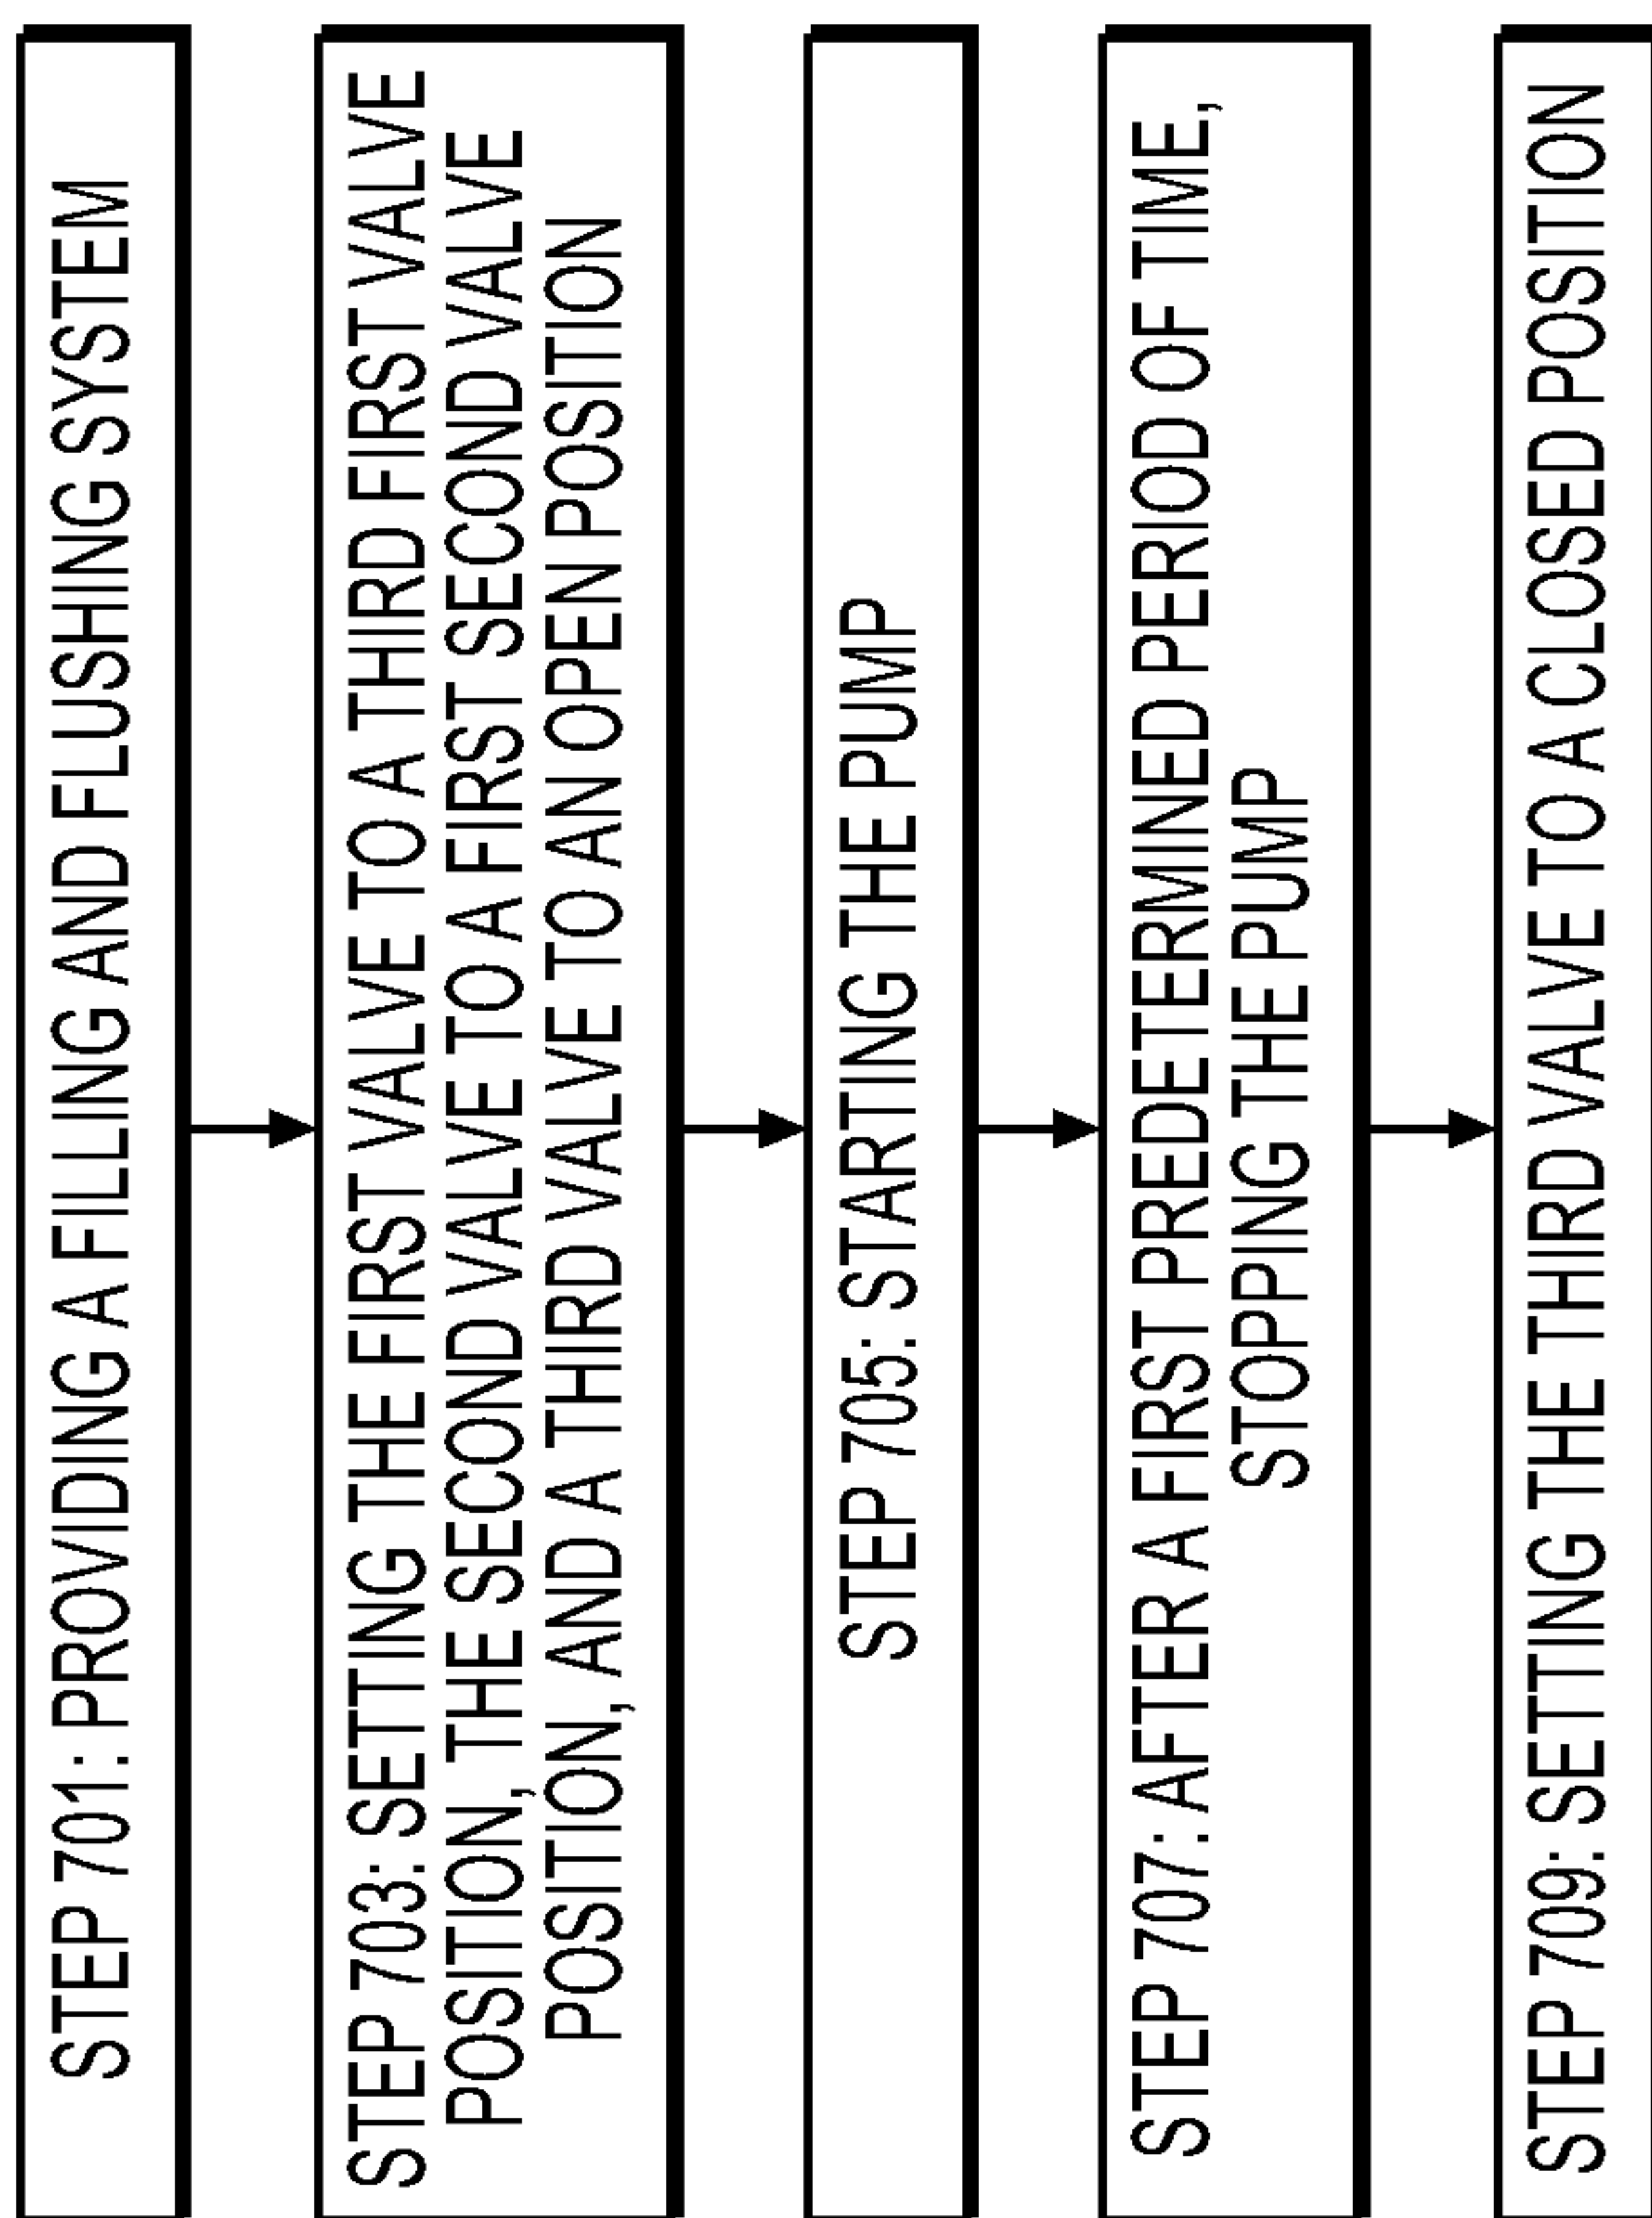 STEP 701: PROVIDING A FILLING AND FLUSHING SYSTEM
STEP 703: SETTING THE FIRST VALVE TO A THIRD FIRST VALVE
POSITION, THE SECOND VALVE TO A FIRST SECOND VALVE
POSITION, AND A THIRD VALVE TO AN OPEN POSITION
STEP 705: STARTING THE PUMP
STEP 707: AFTER A FIRST PREDETERMINED PERIOD OF TIME,
STOPPING THE PUMP
STEP 709: SETTING THE THIRD VALVE TO A CLOSED POSITION